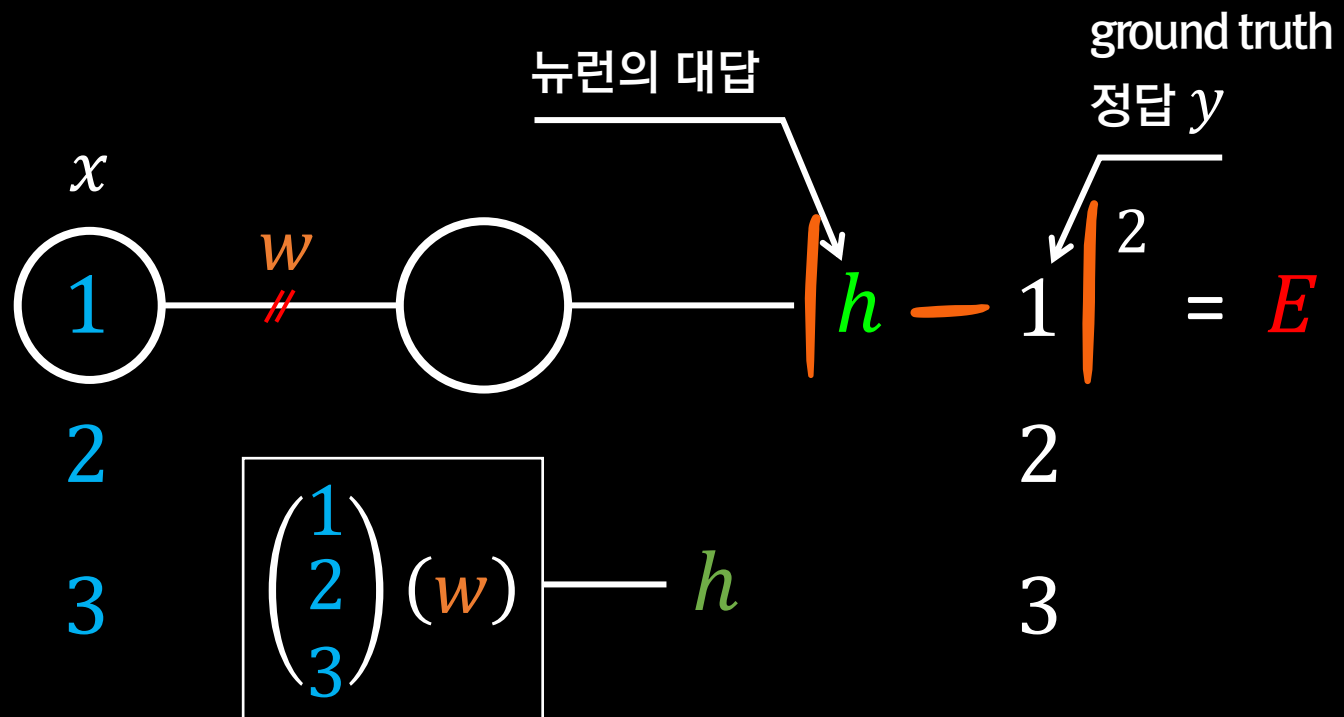 ground truth
뉴런의 대답
정답 y
x
w
1
h − 1 | 2 = E
2
2
3
3
(1 2 3) (w)
h